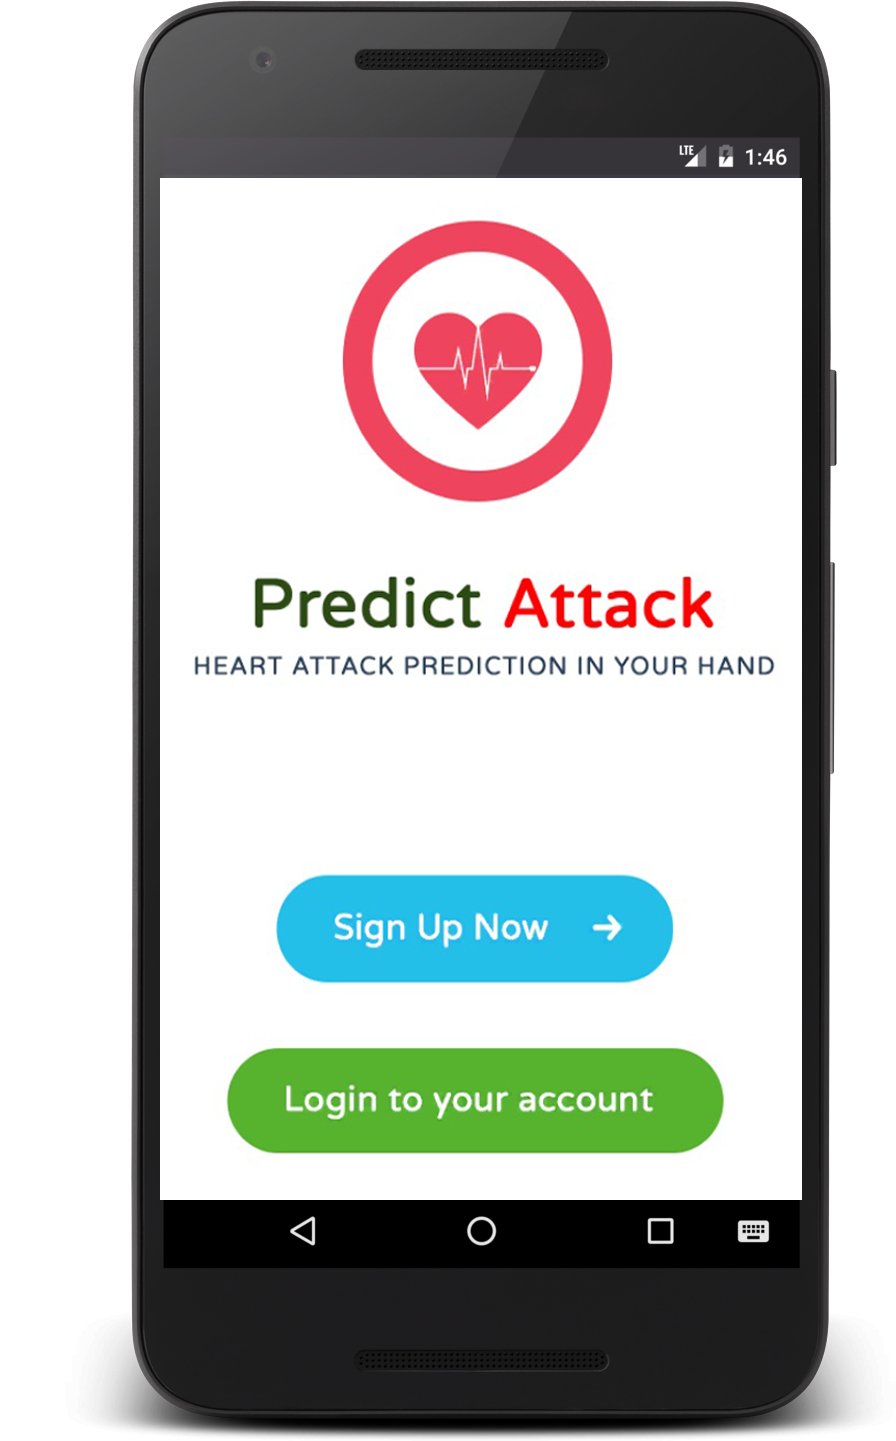 LTE 1:46
Predict Attack
HEART ATTACK PREDICTION IN YOUR HAND
Sign Up Now
Login to your account